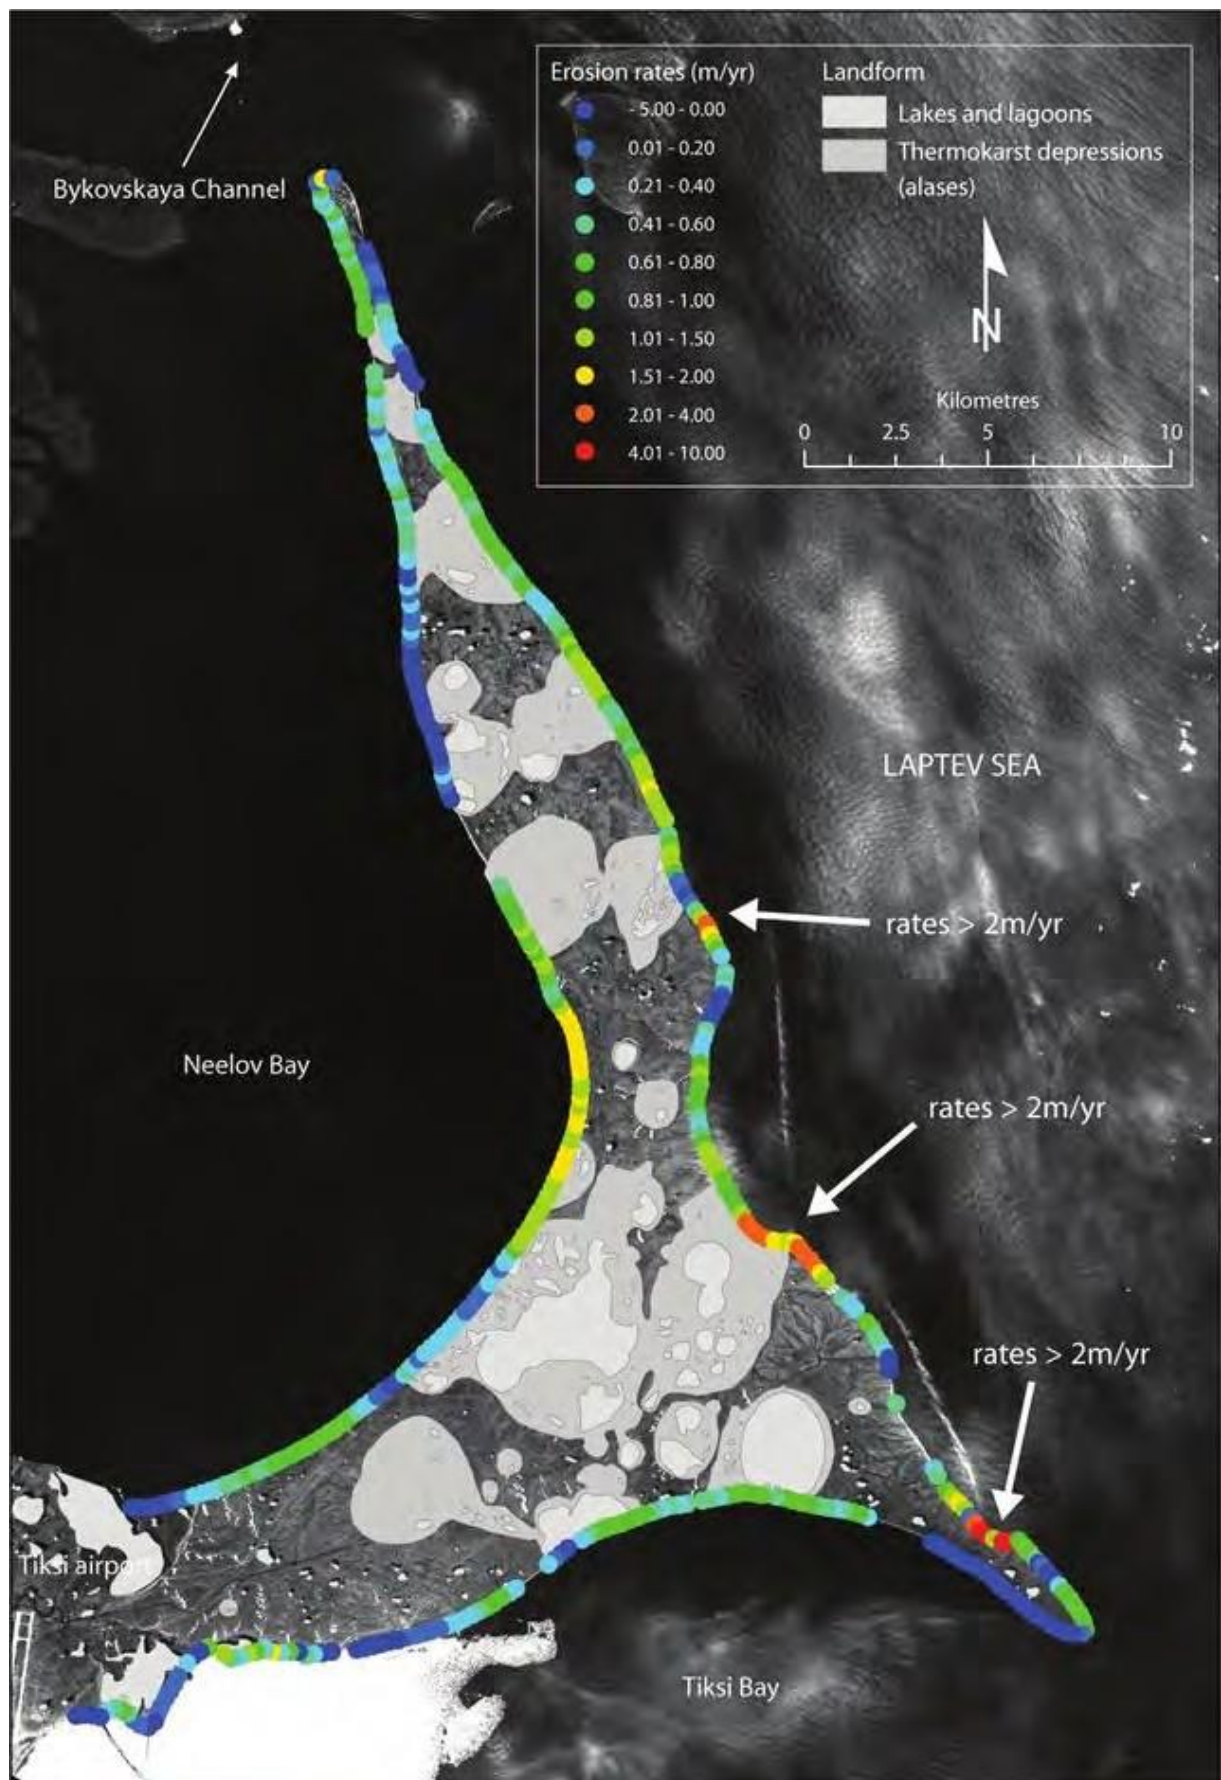 Bykovskaya Channel
Erosion rates (m/yr)
- 5.00 - 0.00
0.01 - 0.20
0.21 - 0.40
0.41 - 0.60
0.61 - 0.80
0.81 - 1.00
1.01 - 1.50
1.51 - 2.00
2.01 - 4.00
4.01 - 10.00
Landform
Lakes and lagoons
Thermokarst depressions
(alases)
N
Kilometres
0 2.5 5 10
LAPTEV SEA
rates > 2m/yr
Neelov Bay
rates > 2m/yr
rates > 2m/yr
Tiksi airport
Tiksi Bay